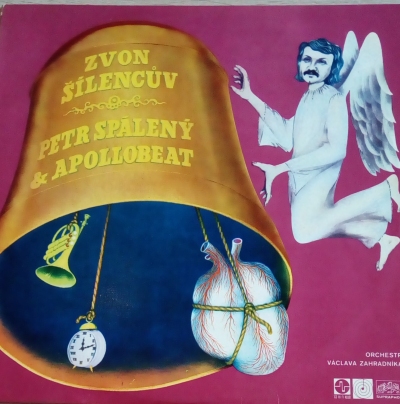 ZVON
ŠÍLENCŮV
PETR SPÁLENÝ
& APOLLOBEAT
ORCHESTR
VÁCLAVA ZAHRADNÍKA